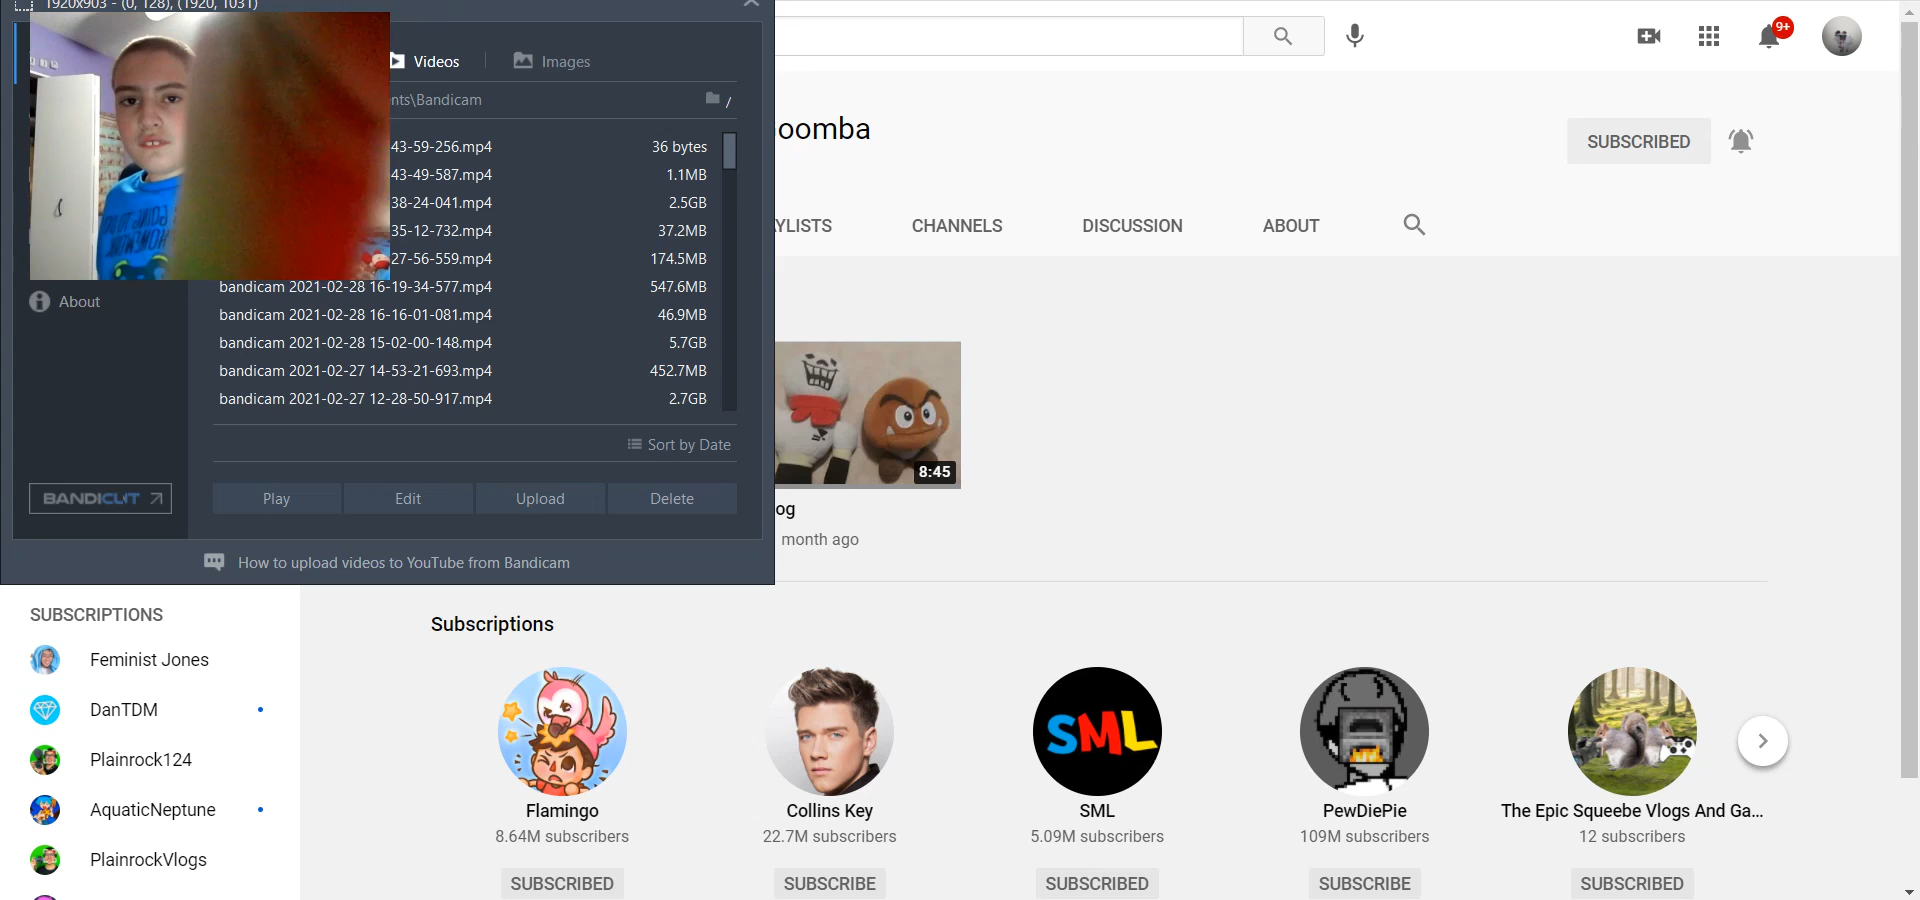 1920x903 - (0, 128), (1920, 1031)
Videos
Images
nts\Bandicam
/
43-59-256.mp4 36 bytes
43-49-587.mp4 1.1MB
38-24-041.mp4 2.5GB
35-12-732.mp4 37.2MB
27-56-559.mp4 174.5MB
bandicam 2021-02-28 16-19-34-577.mp4 547.6MB
bandicam 2021-02-28 16-16-01-081.mp4 46.9MB
bandicam 2021-02-28 15-02-00-148.mp4 5.7GB
bandicam 2021-02-27 14-53-21-693.mp4 452.7MB
bandicam 2021-02-27 12-28-50-917.mp4 2.7GB
About
Sort by Date
BANDICUT
Play Edit Upload Delete
How to upload videos to YouTube from Bandicam
9+
oomba
SUBSCRIBED
YLISTS CHANNELS DISCUSSION ABOUT
8:45
og
month ago
SUBSCRIPTIONS
Feminist Jones
DanTDM
Plainrock124
AquaticNeptune
PlainrockVlogs
Subscriptions
SML
Flamingo
8.64M subscribers
SUBSCRIBED
Collins Key
22.7M subscribers
SUBSCRIBE
SML
5.09M subscribers
SUBSCRIBED
PewDiePie
109M subscribers
SUBSCRIBE
The Epic Squeebe Vlogs And Ga...
12 subscribers
SUBSCRIBED